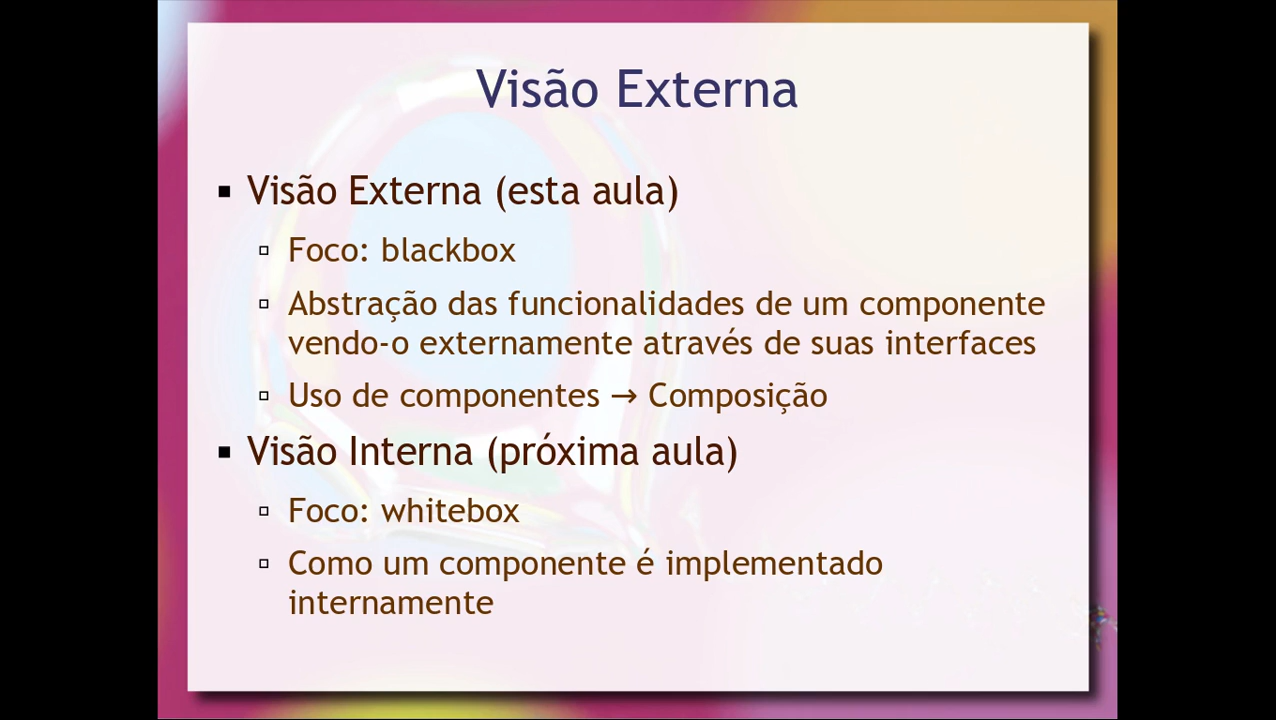 Visão Externa
▪ Visão Externa (esta aula)
▫ Foco: blackbox
▫ Abstração das funcionalidades de um componente
vendo-o externamente através de suas interfaces
▫ Uso de componentes → Composição
▪ Visão Interna (próxima aula)
▫ Foco: whitebox
▫ Como um componente é implementado
internamente